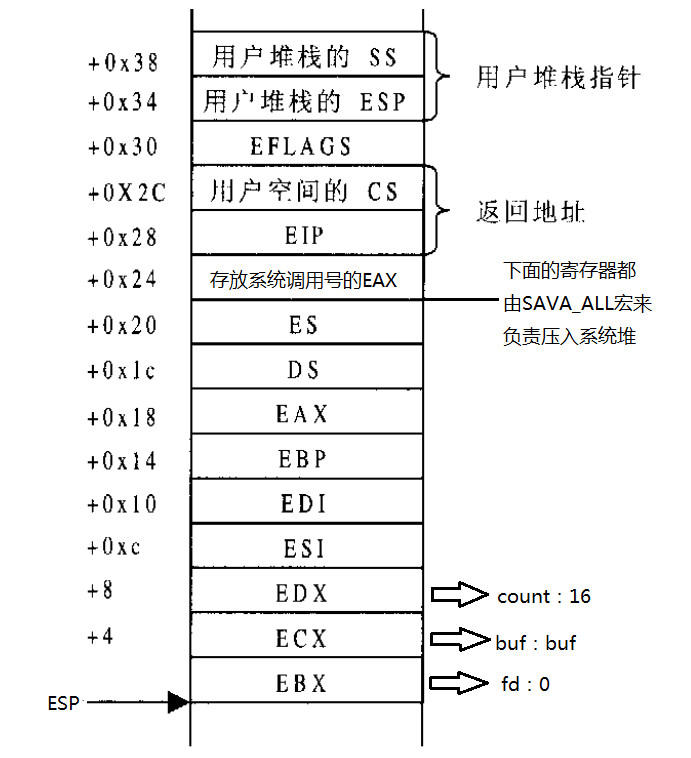 +0x38 用户堆栈的 SS
+0x34 用户堆栈的 ESP
用户堆栈指针
+0x30 EFLAGS
+0X2C 用户空间的 CS
+0x28 EIP
返回地址
+0x24 存放系统调用号的EAX
下面的寄存器都
由SAVA_ALL宏来
负责压入系统堆
+0x20 ES
+0x1c DS
+0x18 EAX
+0x14 EBP
+0x10 EDI
+0xc ESI
+8 EDX count：16
+4 ECX buf：buf
EBX fd：0
ESP